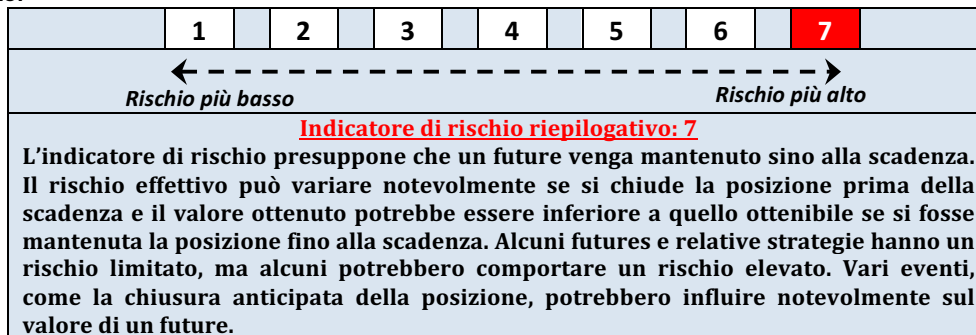 1 2 3 4 5 6 7
Rischio più basso Rischio più alto
Indicatore di rischio riepilogativo: 7
L’indicatore di rischio presuppone che un future venga mantenuto sino alla scadenza.
Il rischio effettivo può variare notevolmente se si chiude la posizione prima della
scadenza e il valore ottenuto potrebbe essere inferiore a quello ottenibile se si fosse
mantenuta la posizione fino alla scadenza. Alcuni futures e relative strategie hanno un
rischio limitato, ma alcuni potrebbero comportare un rischio elevato. Vari eventi,
come la chiusura anticipata della posizione, potrebbero influire notevolmente sul
valore di un future.